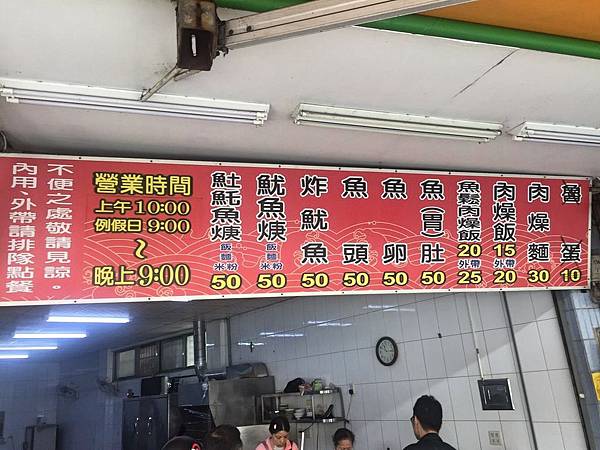 內用、外帶請排隊點餐
不便之處敬請見諒。
營業時間
上午10:00
例假日9:00
~
晚上9:00
魠魠魚焿 飯麵米粉 50
魷魚焿 飯麵米粉 50
炸魷魚 50
魚頭 50
魚卵 50
魚(胃)肚 50
魚鬆肉燥飯 20 外帶 25
肉燥飯 15 外帶 20
肉燥麵 30
魯蛋 10